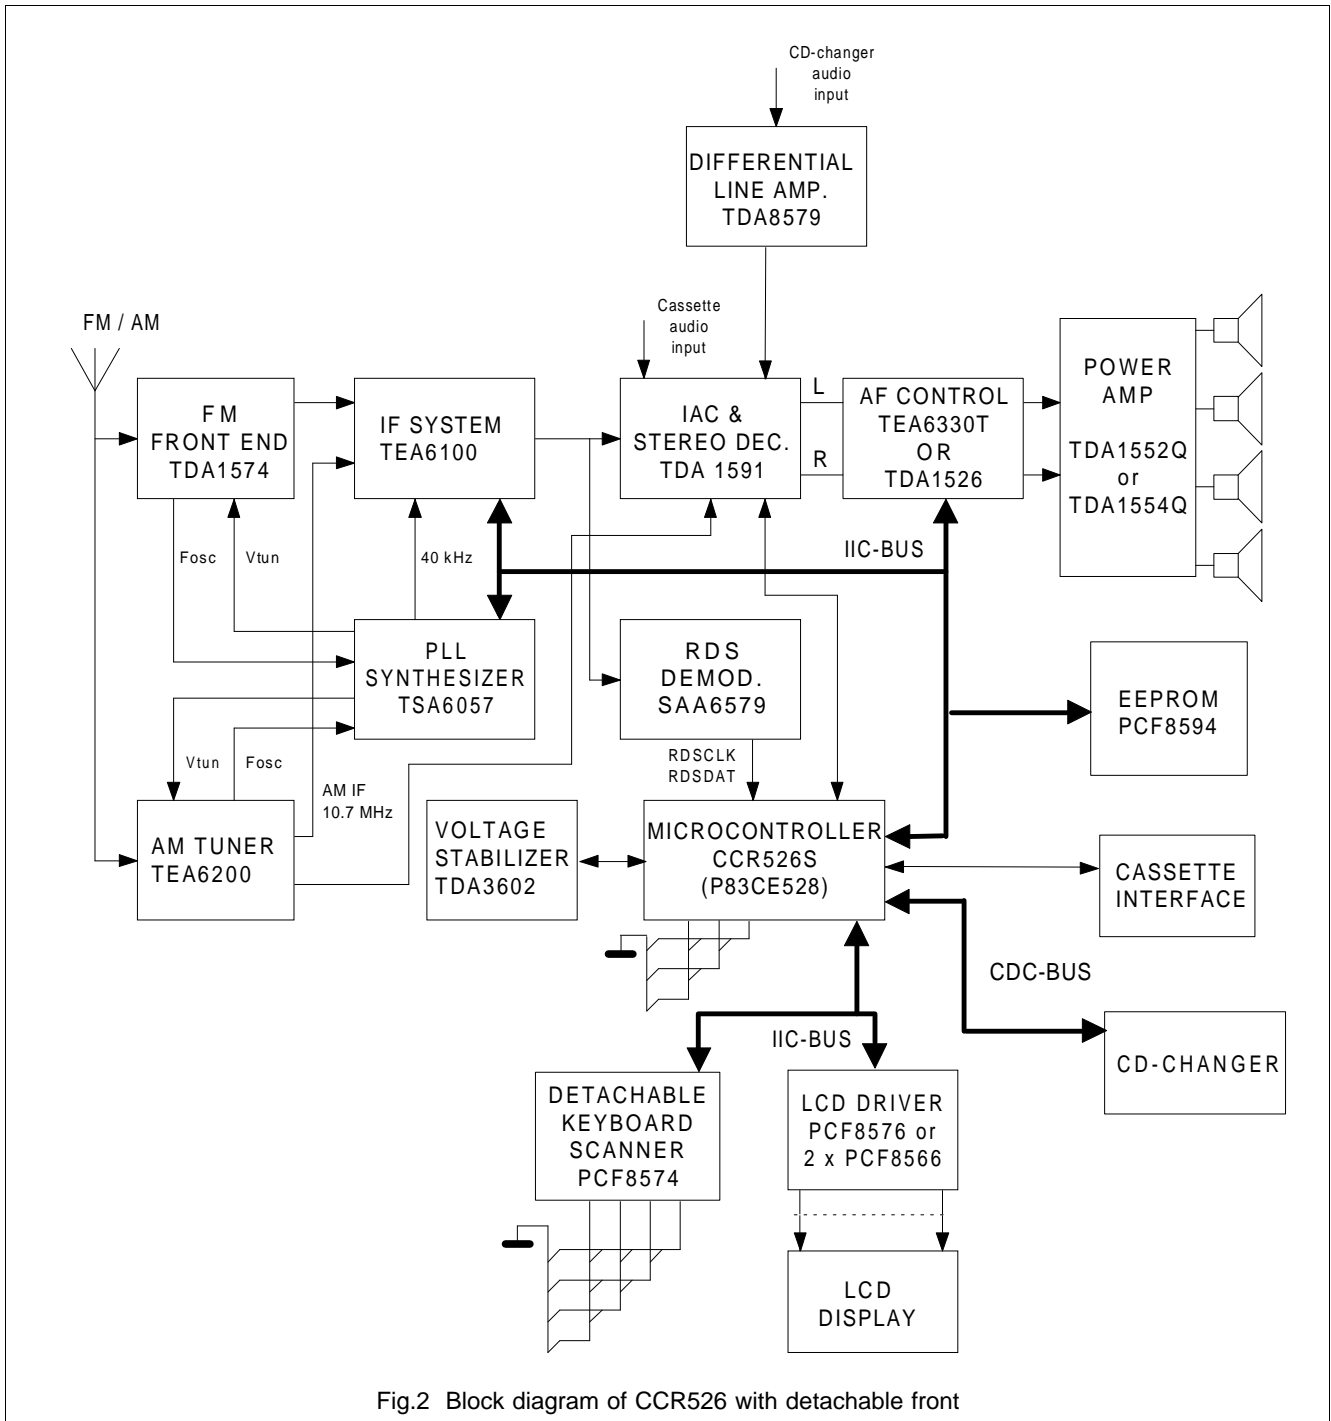 CD-changer
audio
input
DIFFERENTIAL
LINE AMP.
TDA8579
Cassette
audio
input
FM / AM
FM
FRONT END
TDA1574
IF SYSTEM
TEA6100
IAC &
STEREO DEC.
TDA 1591
L
R
AF CONTROL
TEA6330T
OR
TDA1526
POWER
AMP
TDA1552Q
or
TDA1554Q
Fosc
Vtun
40 kHz
IIC-BUS
PLL
SYNTHESIZER
TSA6057
RDS
DEMOD.
SAA6579
EEPROM
PCF8594
Vtun
Fosc
AM IF
10.7 MHz
RDSCLK
RDSDAT
AM TUNER
TEA6200
VOLTAGE
STABILIZER
TDA3602
MICROCONTROLLER
CCR526S
(P83CE528)
CASSETTE
INTERFACE
CDC-BUS
IIC-BUS
CD-CHANGER
DETACHABLE
KEYBOARD
SCANNER
PCF8574
LCD DRIVER
PCF8576 or
2 x PCF8566
LCD
DISPLAY
Fig.2 Block diagram of CCR526 with detachable front